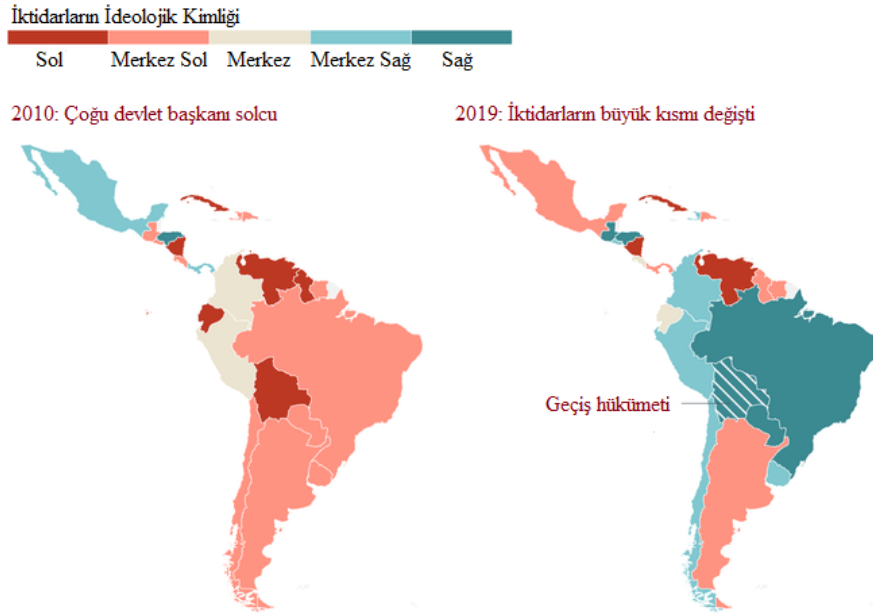 İktidarların İdeolojik Kimliği
Sol Merkez Sol Merkez Merkez Sağ Sağ
2010: Çoğu devlet başkanı solcu
2019: İktidarların büyük kısmı değişti
Geçiş hükümeti